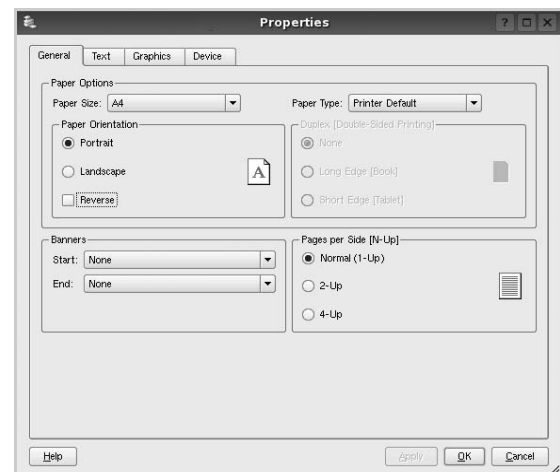 Properties
General Text Graphics Device
Paper Options
Paper Size: A4 Paper Type: Printer Default
Paper Orientation
Portrait
Landscape
Reverse
A
Duplex [Double-Sided Printing]
None
Long Edge [Book]
Short Edge [Tablet]
Banners
Start: None
End: None
Pages per Side [N-Up]
Normal (1-Up)
2-Up
4-Up
Help Apply OK Cancel